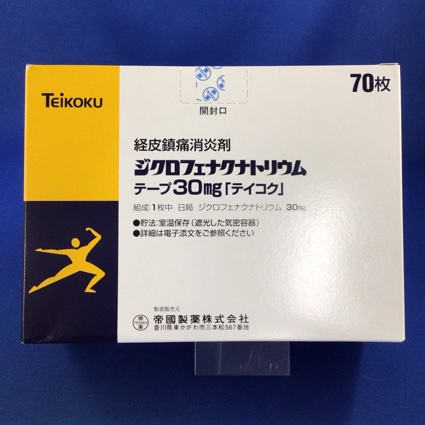 開封口
70枚
TEIKOKU
経皮鎮痛消炎剤
ジクロフェナクナトリウム
テープ30mg「テイコク」
組成:1枚中 日局 ジクロフェナクナトリウム 30mg
●貯法:室温保存(遮光した気密容器)
●詳細は電子添文をご参照ください
製造販売元
帝國製薬株式会社
香川県東かがわ市三本松567番地